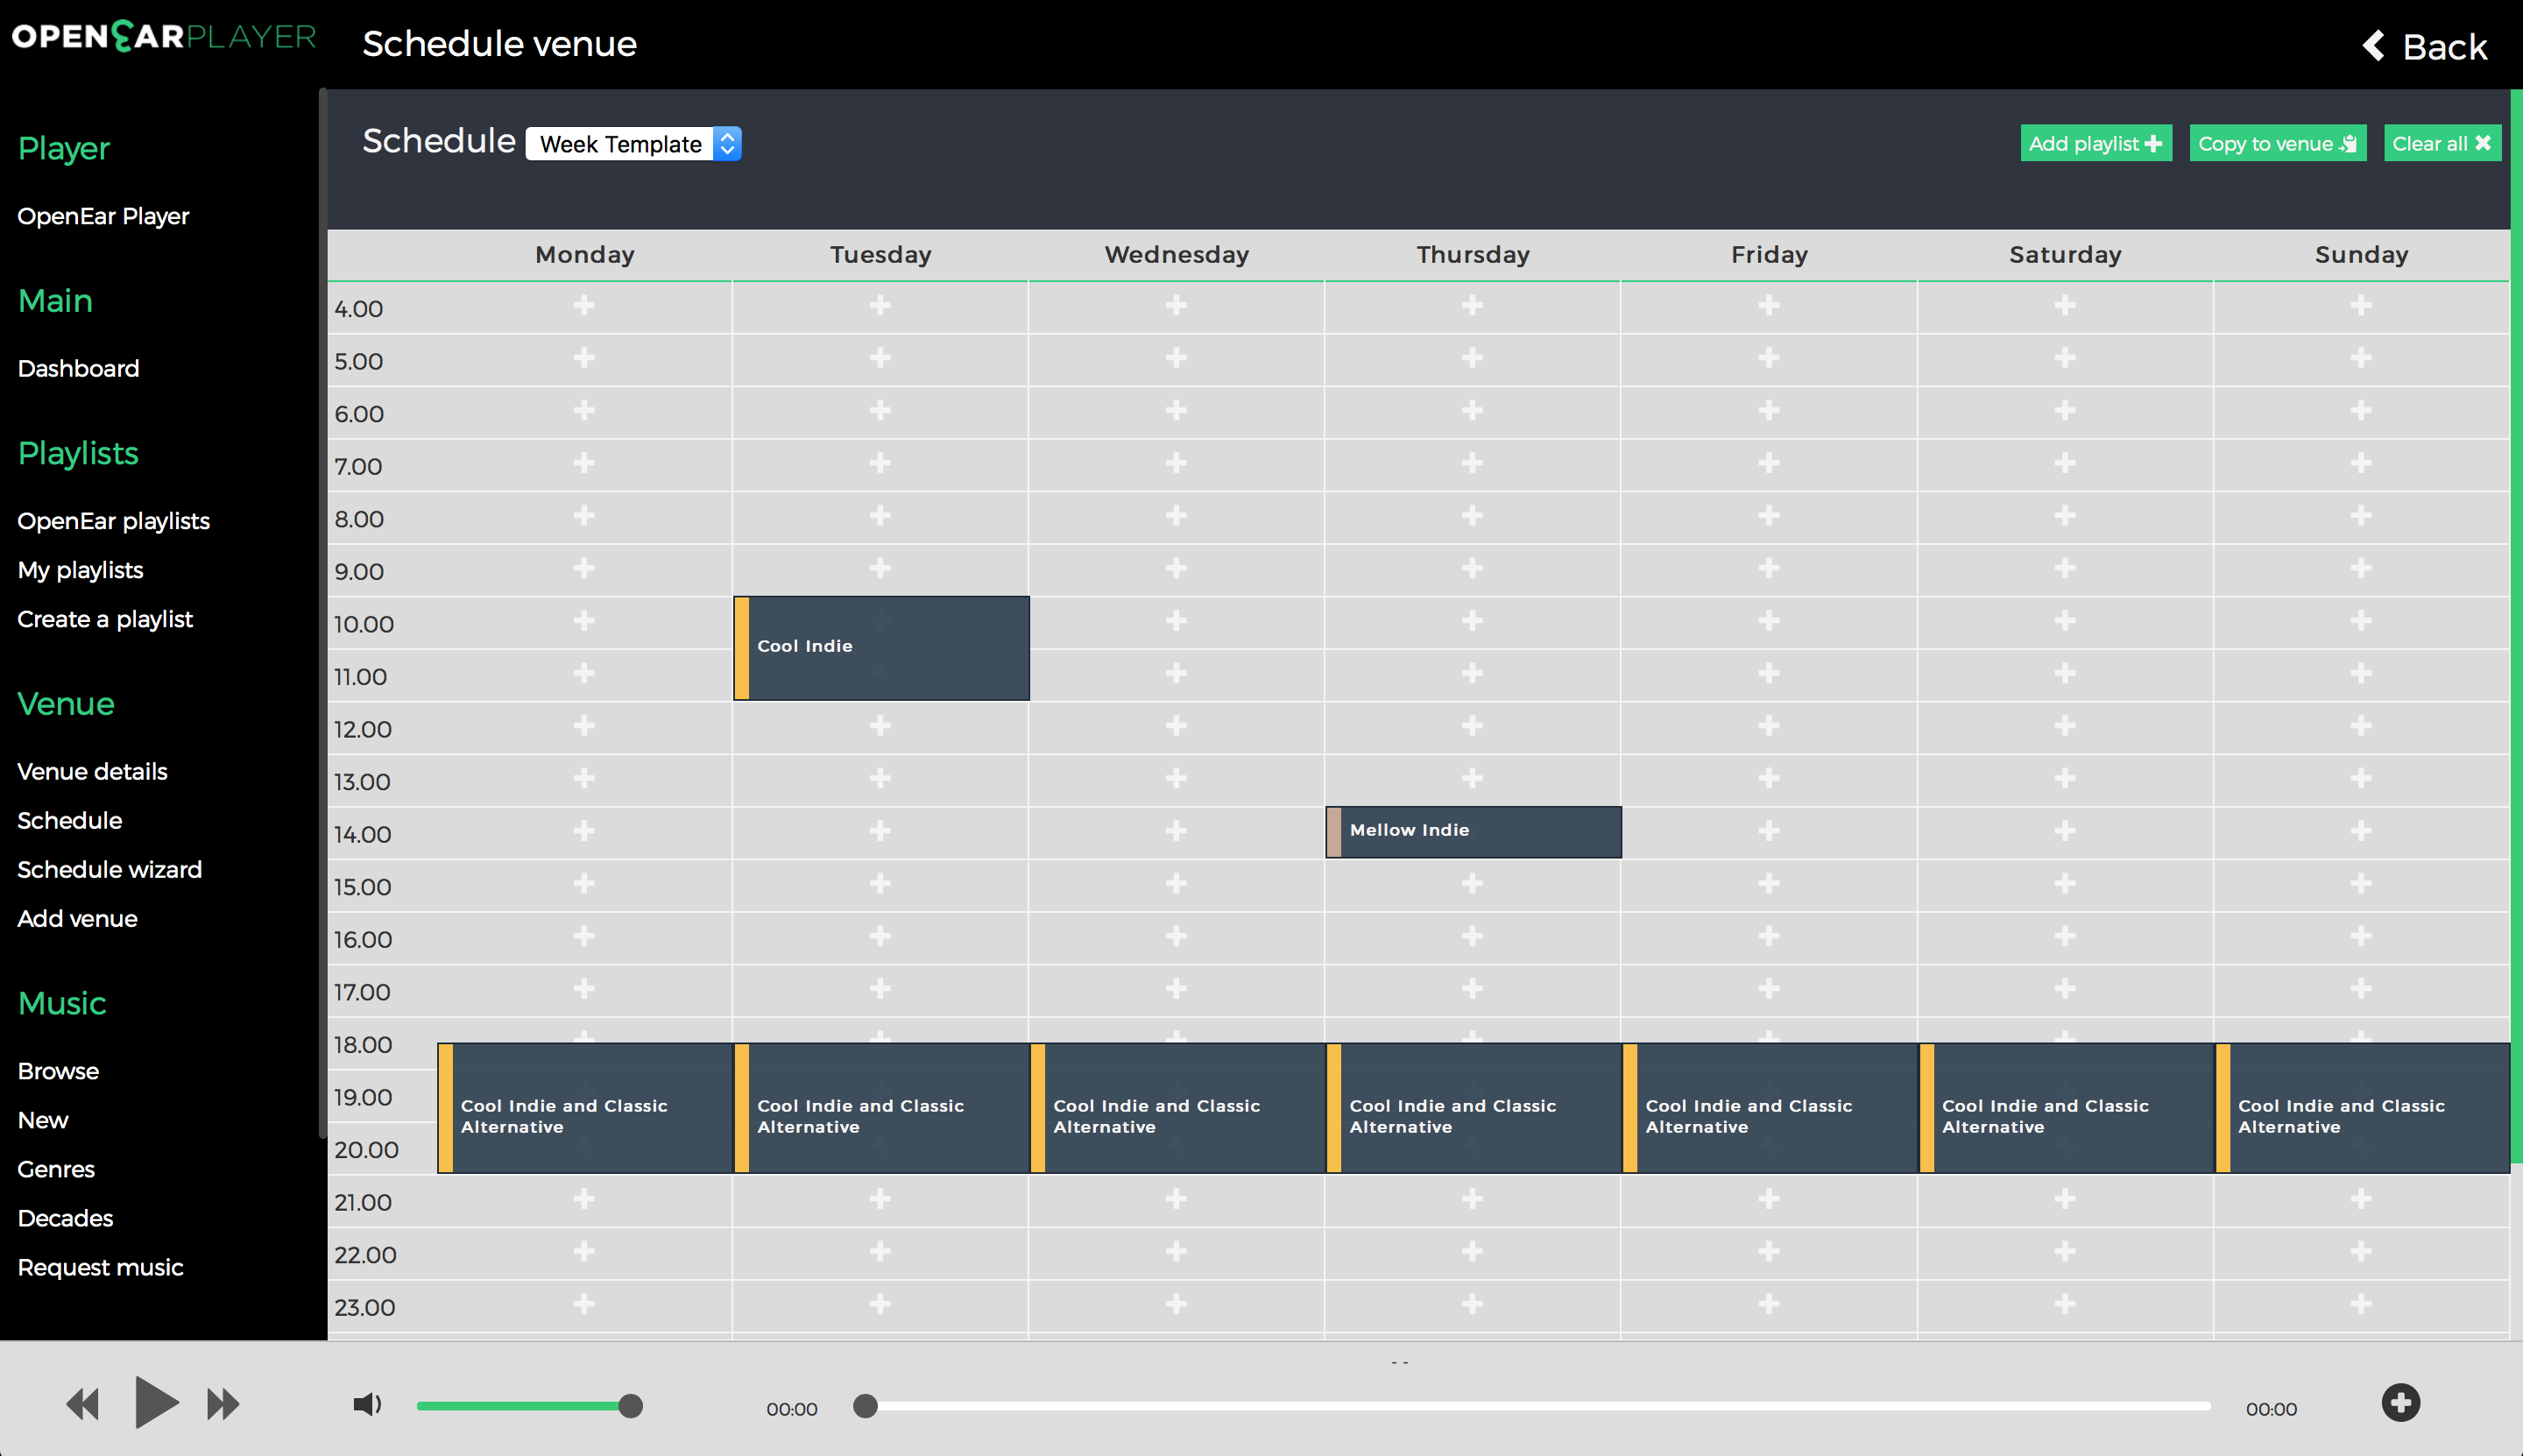 OPENEARPLAYER
Schedule venue
Back
Player
OpenEar Player
Main
Dashboard
Playlists
OpenEar playlists
My playlists
Create a playlist
Venue
Venue details
Schedule
Schedule wizard
Add venue
Music
Browse
New
Genres
Decades
Request music
Schedule Week Template
Add playlist
Copy to venue
Clear all
Monday Tuesday Wednesday Thursday Friday Saturday Sunday
4.00
5.00
6.00
7.00
8.00
9.00
10.00
Cool Indie
11.00
12.00
13.00
14.00 Mellow Indie
15.00
16.00
17.00
18.00
19.00
20.00
Cool Indie and Classic
Alternative
Cool Indie and Classic
Alternative
Cool Indie and Classic
Alternative
Cool Indie and Classic
Alternative
Cool Indie and Classic
Alternative
Cool Indie and Classic
Alternative
Cool Indie and Classic
Alternative
21.00
22.00
23.00
- -
00:00
00:00